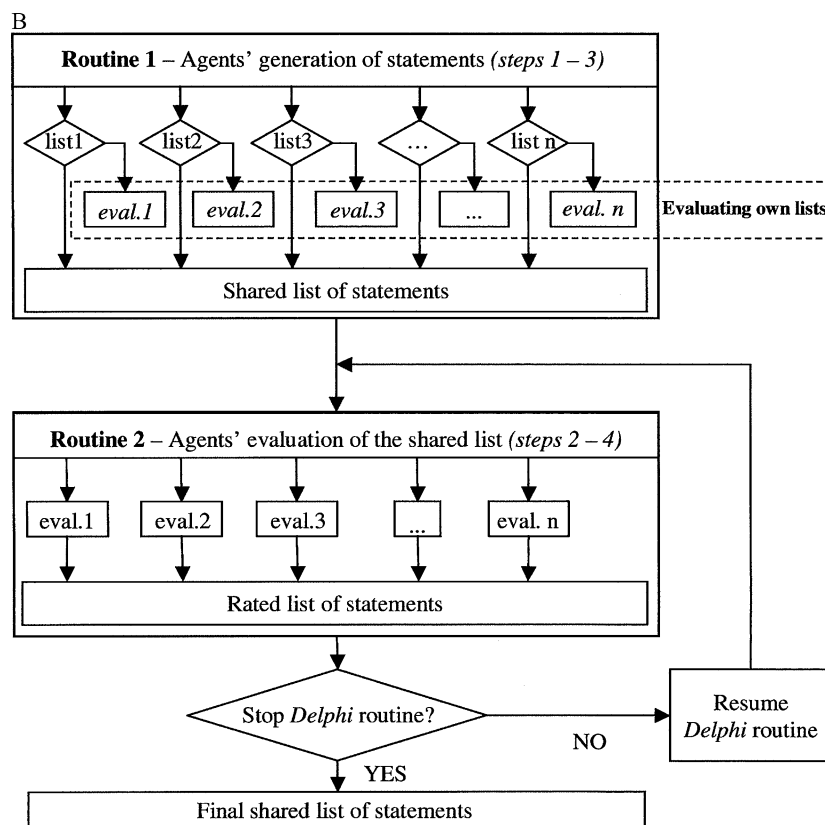 B
Routine 1 – Agents' generation of statements (steps 1 – 3)
list1 list2 list3 ... list n
eval.1 eval.2 eval.3 ... eval. n Evaluating own lists
Shared list of statements
Routine 2 – Agents' evaluation of the shared list (steps 2 – 4)
eval.1 eval.2 eval.3 ... eval. n
Rated list of statements
Stop Delphi routine?
NO
Resume
Delphi routine
YES
Final shared list of statements